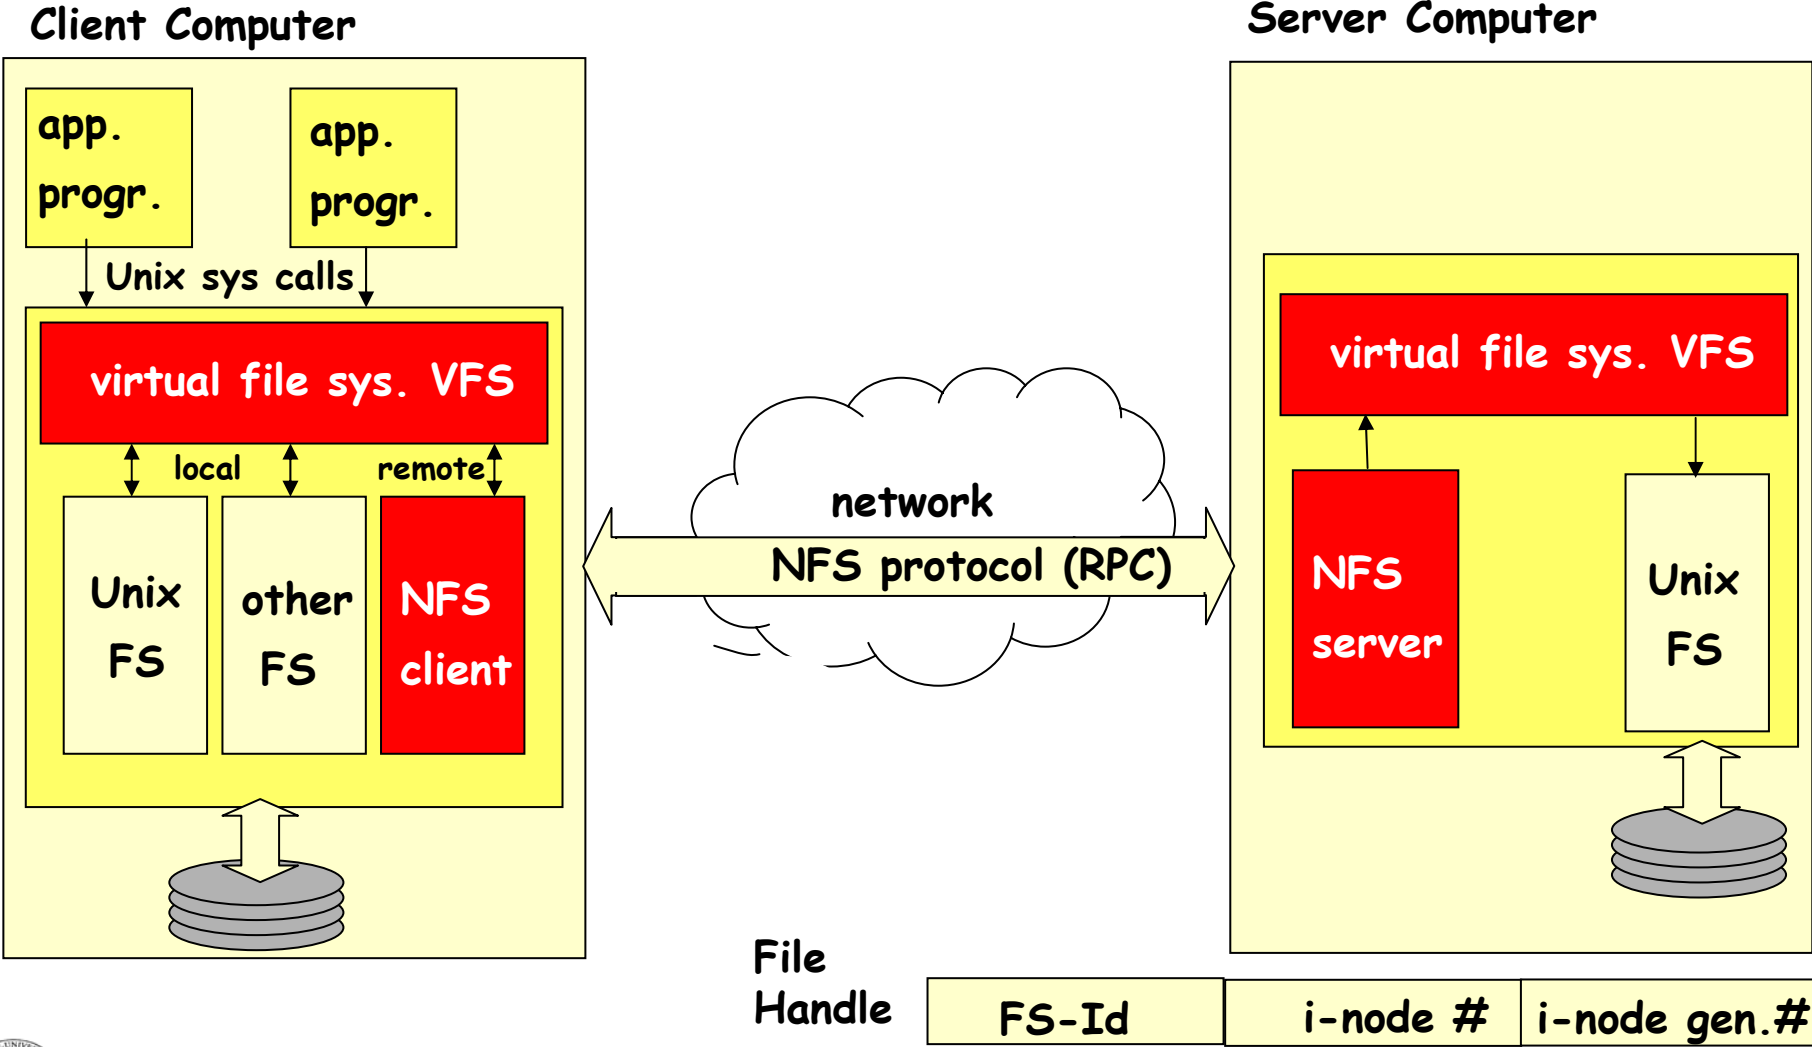 Client Computer
Server Computer
app.
progr.
app.
progr.
Unix sys calls
virtual file sys. VFS
local
remote
Unix
FS
other
FS
NFS
client
network
NFS protocol (RPC)
virtual file sys. VFS
NFS
server
Unix
FS
File
Handle
FS-Id
i-node #
i-node gen.#